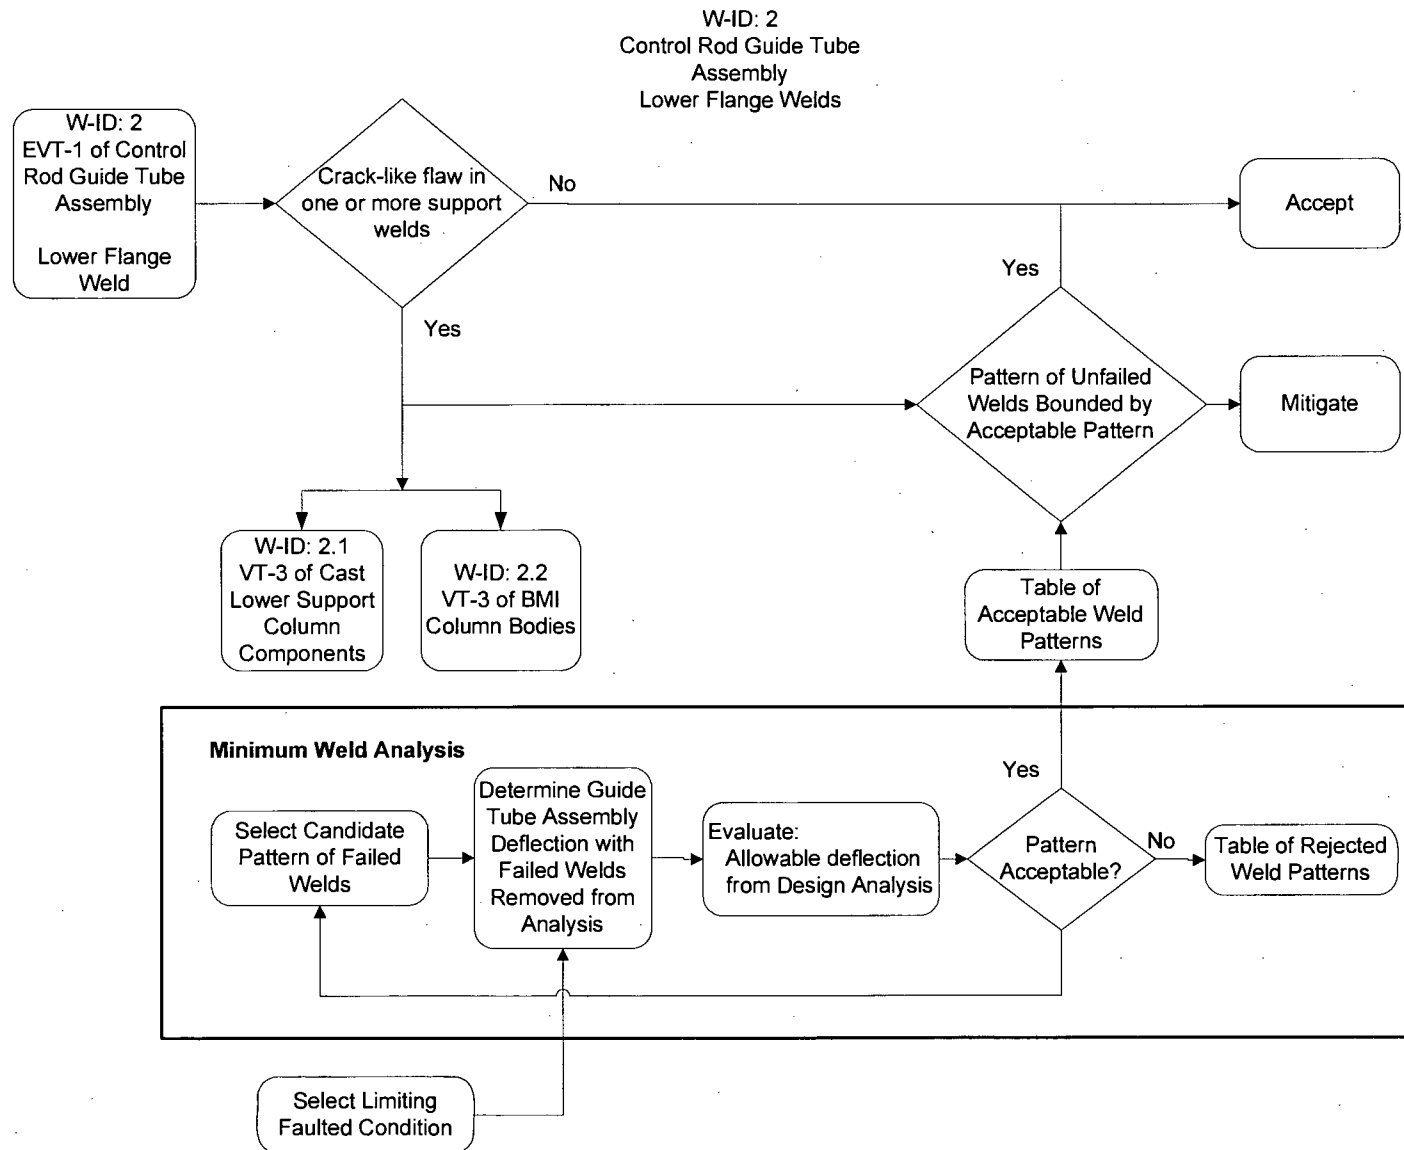 W-ID: 2
Control Rod Guide Tube
Assembly
Lower Flange Welds
W-ID: 2
EVT-1 of Control
Rod Guide Tube
Assembly
Lower Flange
Weld
Crack-like flaw in
one or more support
welds
No
Accept
Yes
Yes
Pattern of Unfailed
Welds Bounded by
Acceptable Pattern
Mitigate
W-ID: 2.1
VT-3 of Cast
Lower Support
Column
Components
W-ID: 2.2
VT-3 of BMI
Column Bodies
Table of
Acceptable Weld
Patterns
Minimum Weld Analysis
Select Candidate
Pattern of Failed
Welds
Determine Guide
Tube Assembly
Deflection with
Failed Welds
Removed from
Analysis
Evaluate:
Allowable deflection
from Design Analysis
Yes
Pattern
Acceptable?
No
Table of Rejected
Weld Patterns
Select Limiting
Faulted Condition